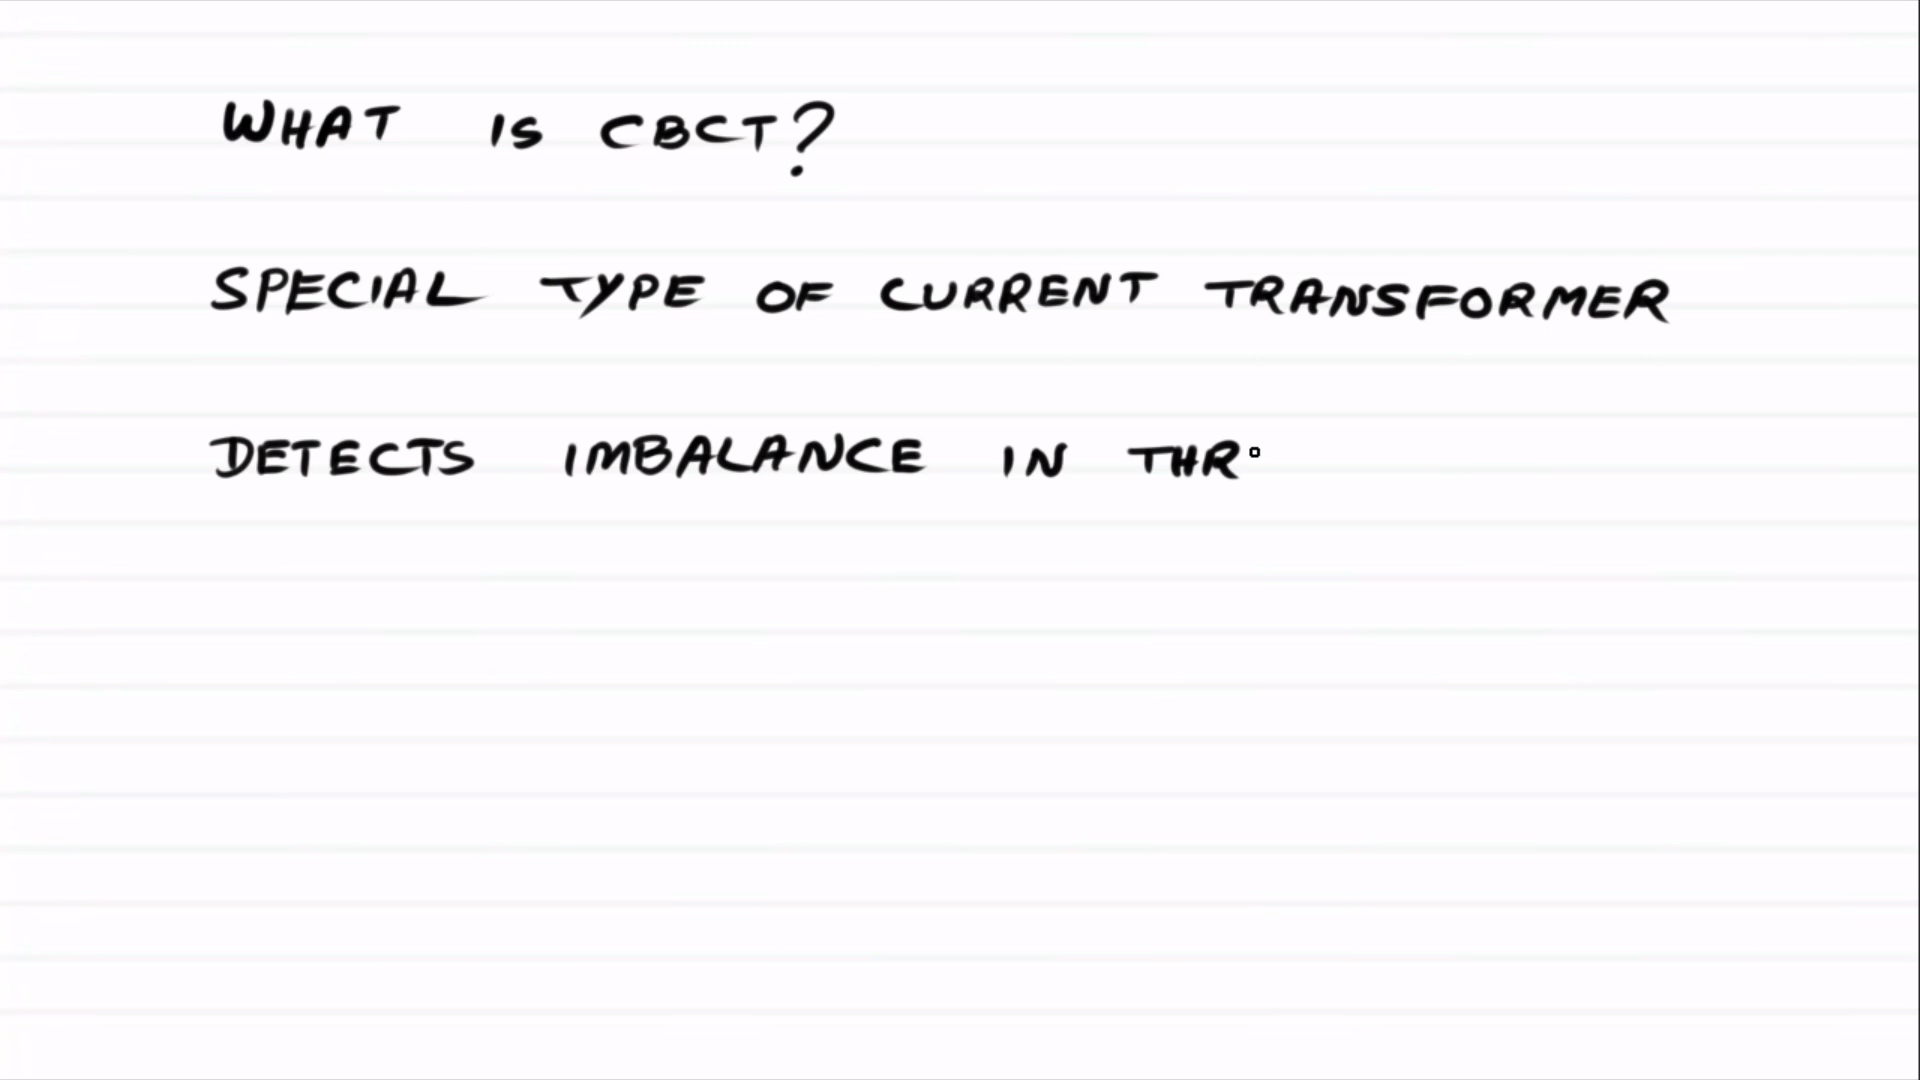 WHAT IS CBCT?
SPECIAL TYPE OF CURRENT TRANSFORMER
DETECTS IMBALANCE IN THR